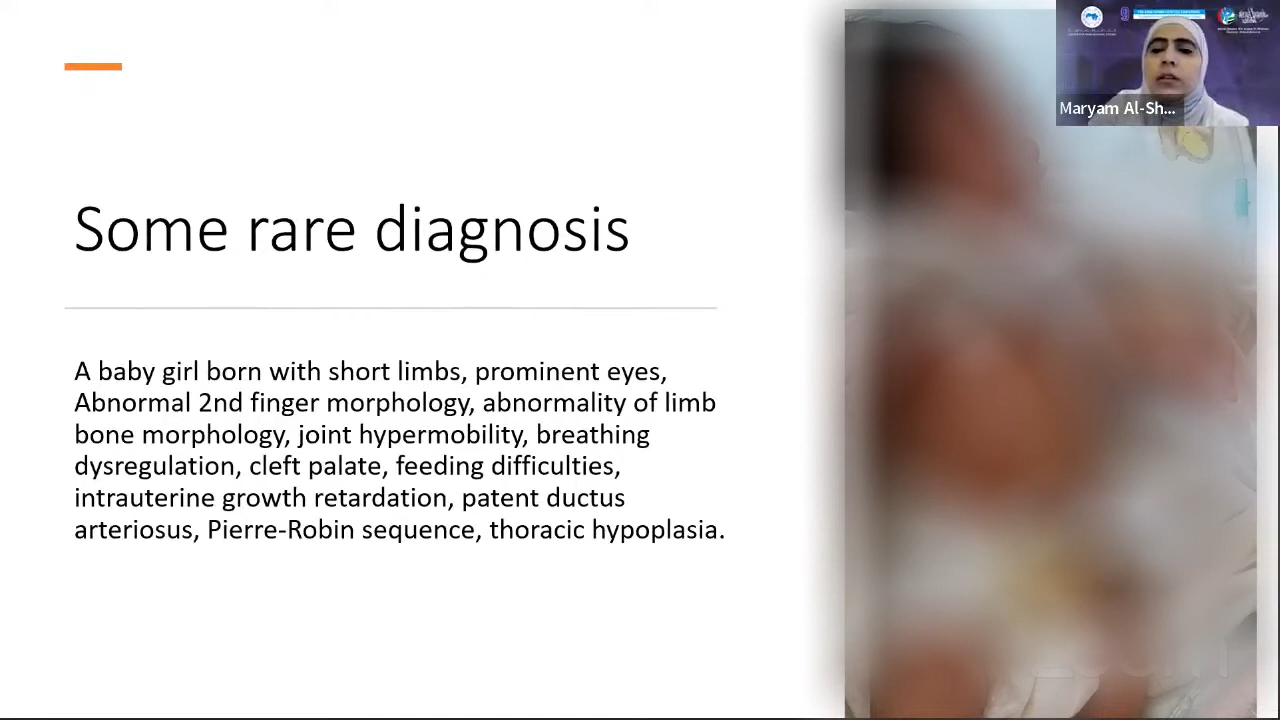 Maryam Al-Sh...
Some rare diagnosis
A baby girl born with short limbs, prominent eyes,
Abnormal 2nd finger morphology, abnormality of limb
bone morphology, joint hypermobility, breathing
dysregulation, cleft palate, feeding difficulties,
intrauterine growth retardation, patent ductus
arteriosus, Pierre-Robin sequence, thoracic hypoplasia.
zoom